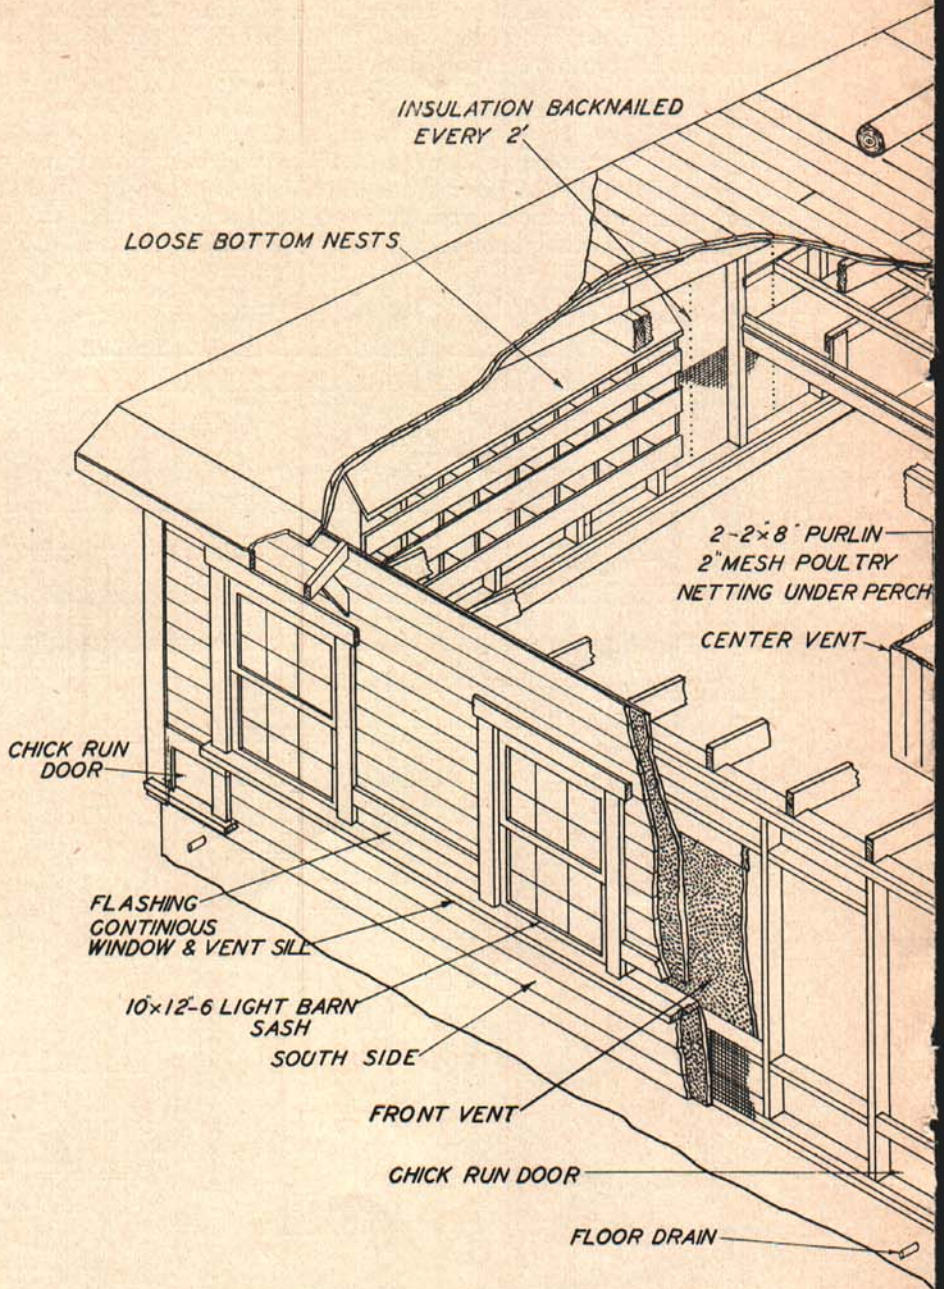 INSULATION BACKNAILED
EVERY 2'
LOOSE BOTTOM NESTS
2-2"x8" PURLIN
2" MESH POULTRY
NETTING UNDER PERCH
CENTER VENT
CHICK RUN
DOOR
FLASHING
CONTINIOUS
WINDOW & VENT SILL
10"x12"-6 LIGHT BARN
SASH
SOUTH SIDE
FRONT VENT
CHICK RUN DOOR
FLOOR DRAIN